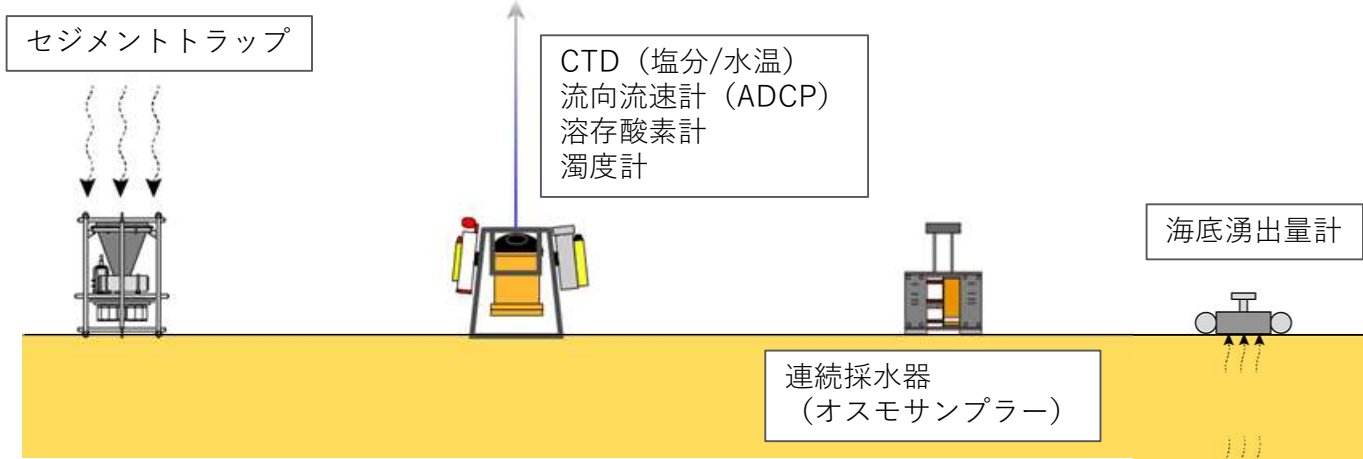 セジメントトラップ
CTD（塩分/水温）
流向流速計（ADCP）
溶存酸素計
濁度計
海底湧出量計
連続採水器
（オスモサンプラー）